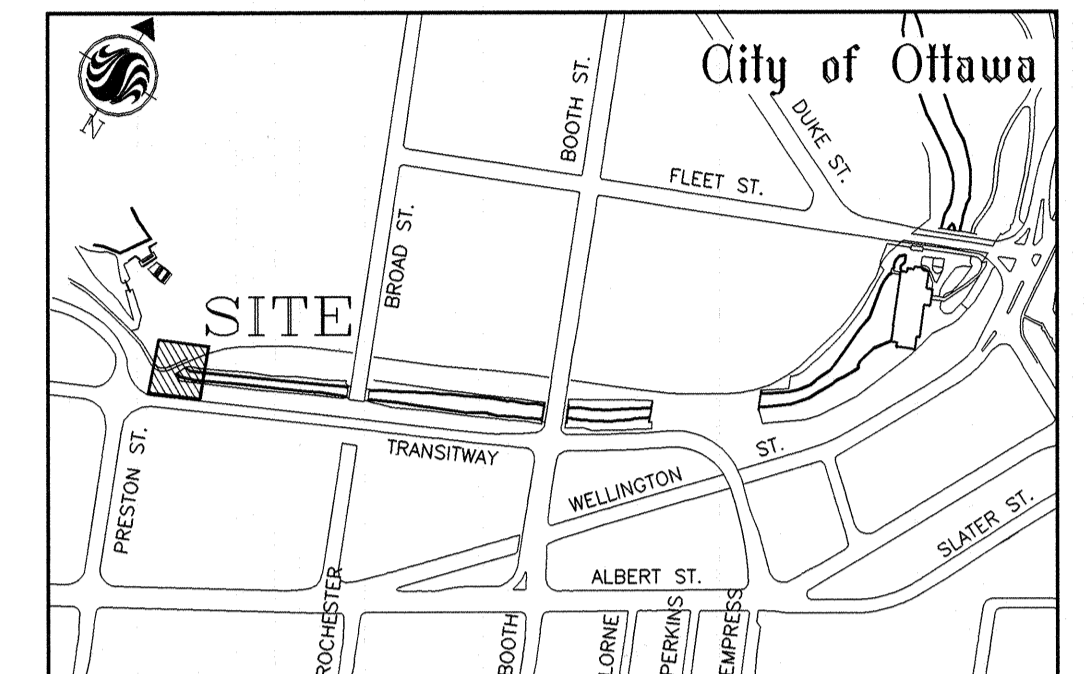 City of Ottawa
N
BOOTH ST.
DUKE ST.
FLEET ST.
BROAD ST.
SITE
PRESTON ST.
TRANSITWAY
WELLINGTON ST.
SLATER ST.
ALBERT ST.
ROCHESTER
BOOTH
LORNE
PERKINS
EMPRESS